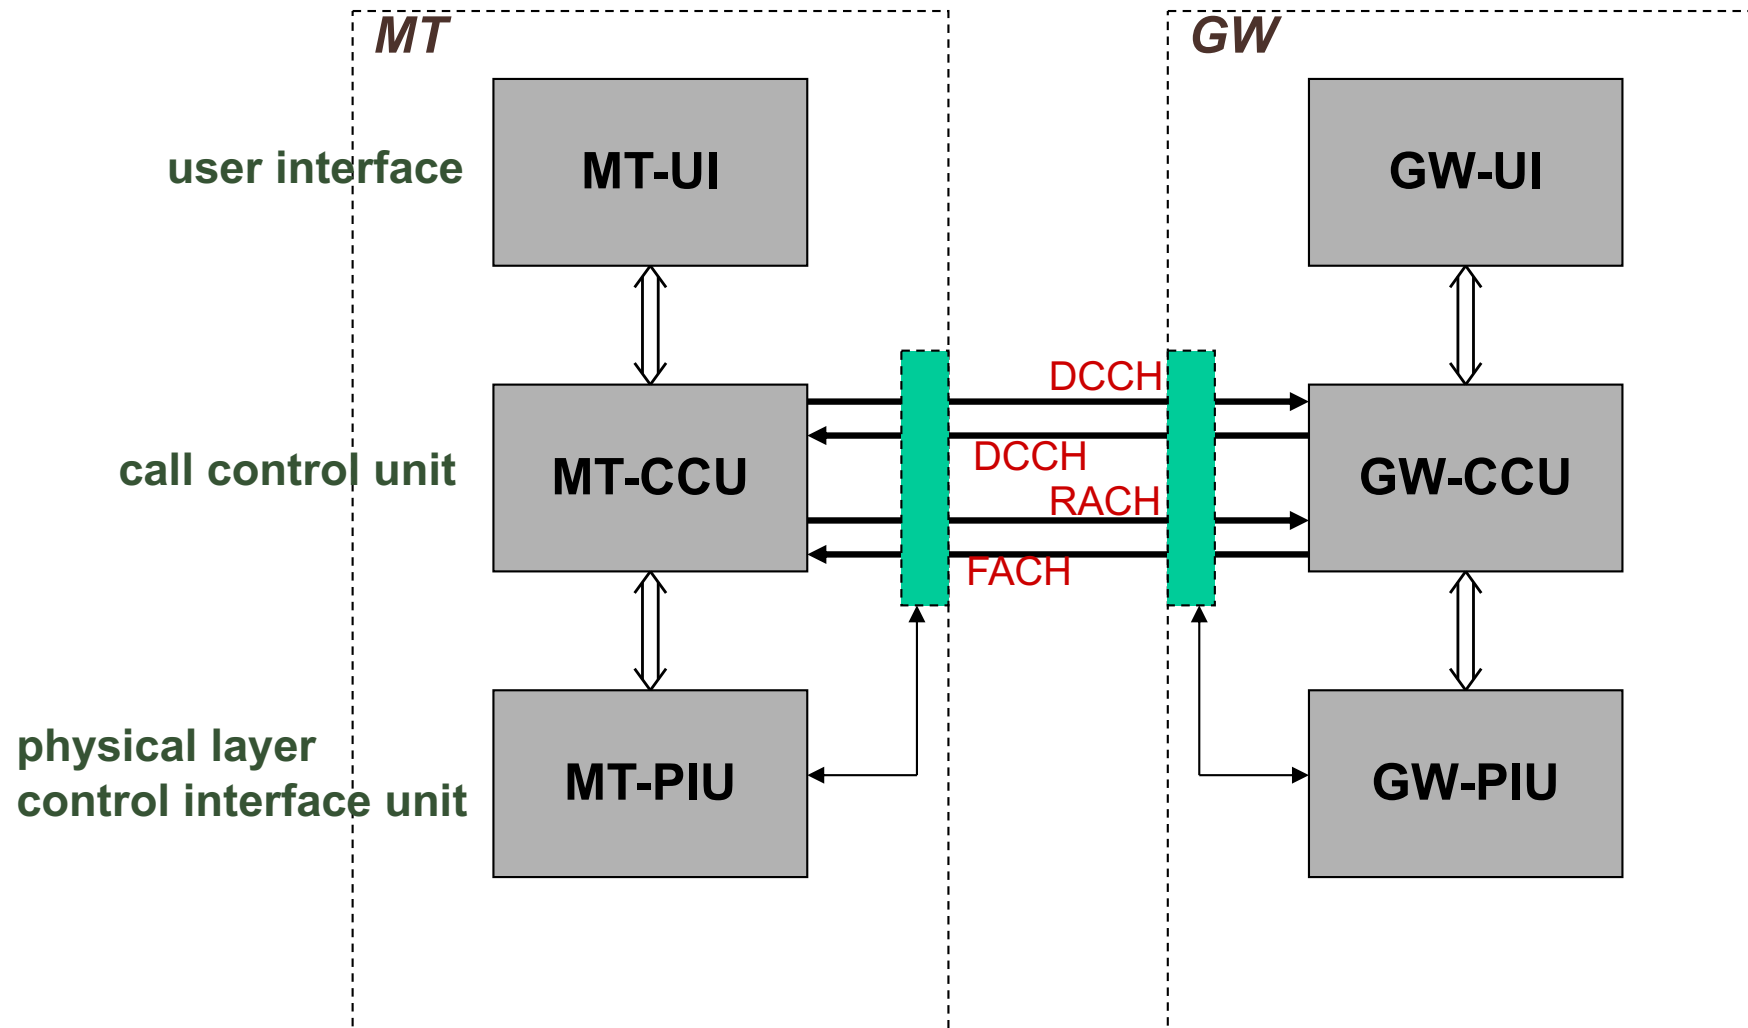 MT
GW
user interface
MT-UI
GW-UI
DCCH
DCCH
call control unit
MT-CCU
GW-CCU
RACH
FACH
physical layer
control interface unit
MT-PIU
GW-PIU